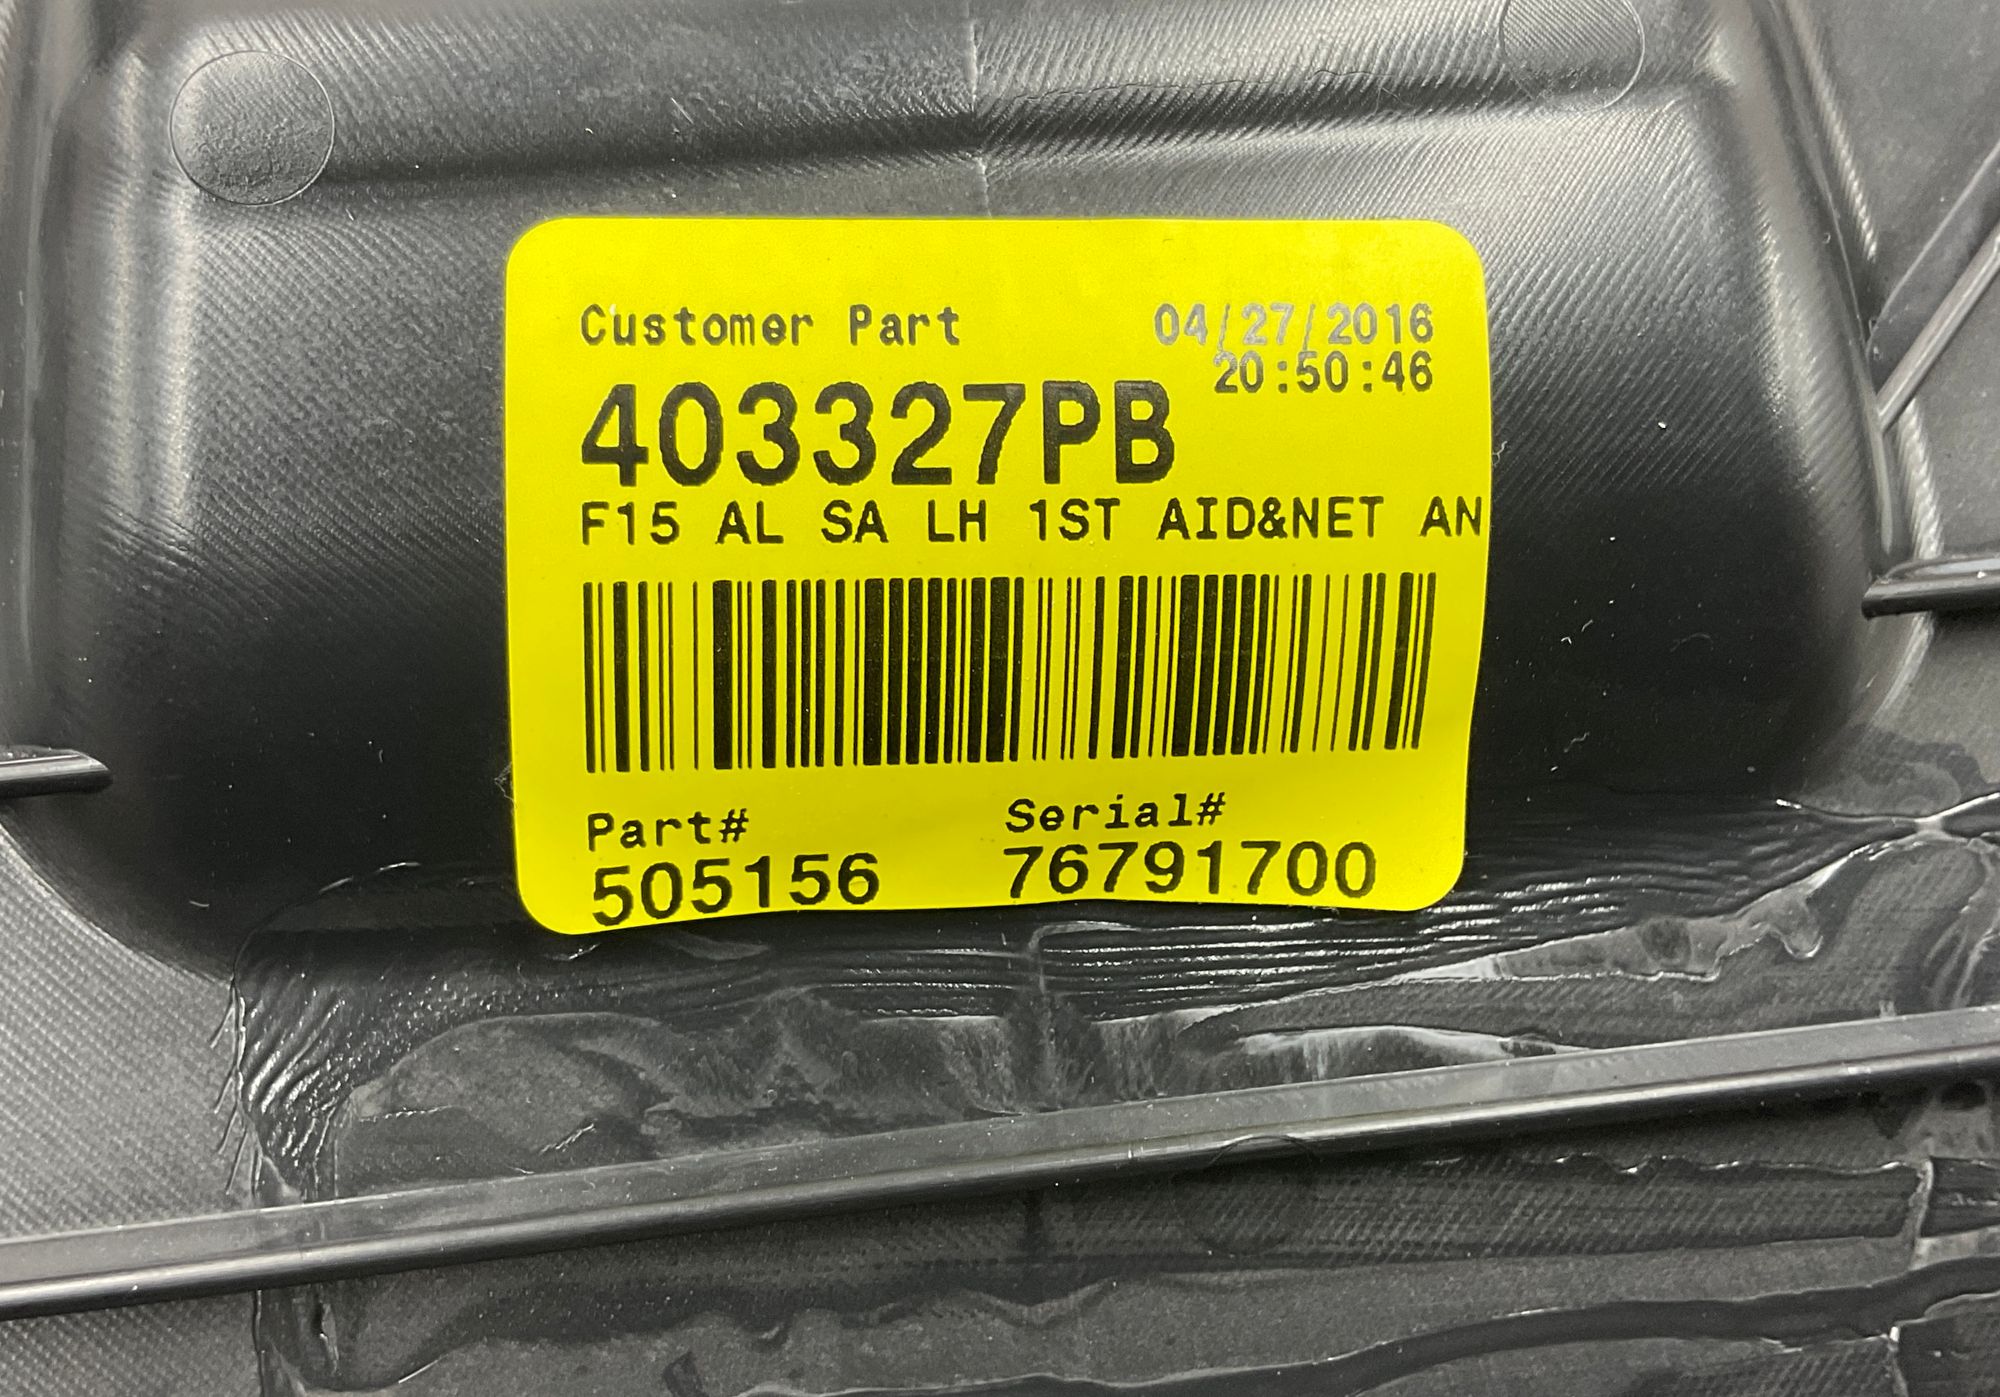 Customer Part 04/27/2016
20:50:46
403327PB
F15 AL SA LH 1ST AID&NET AN
Part# Serial#
505156 76791700